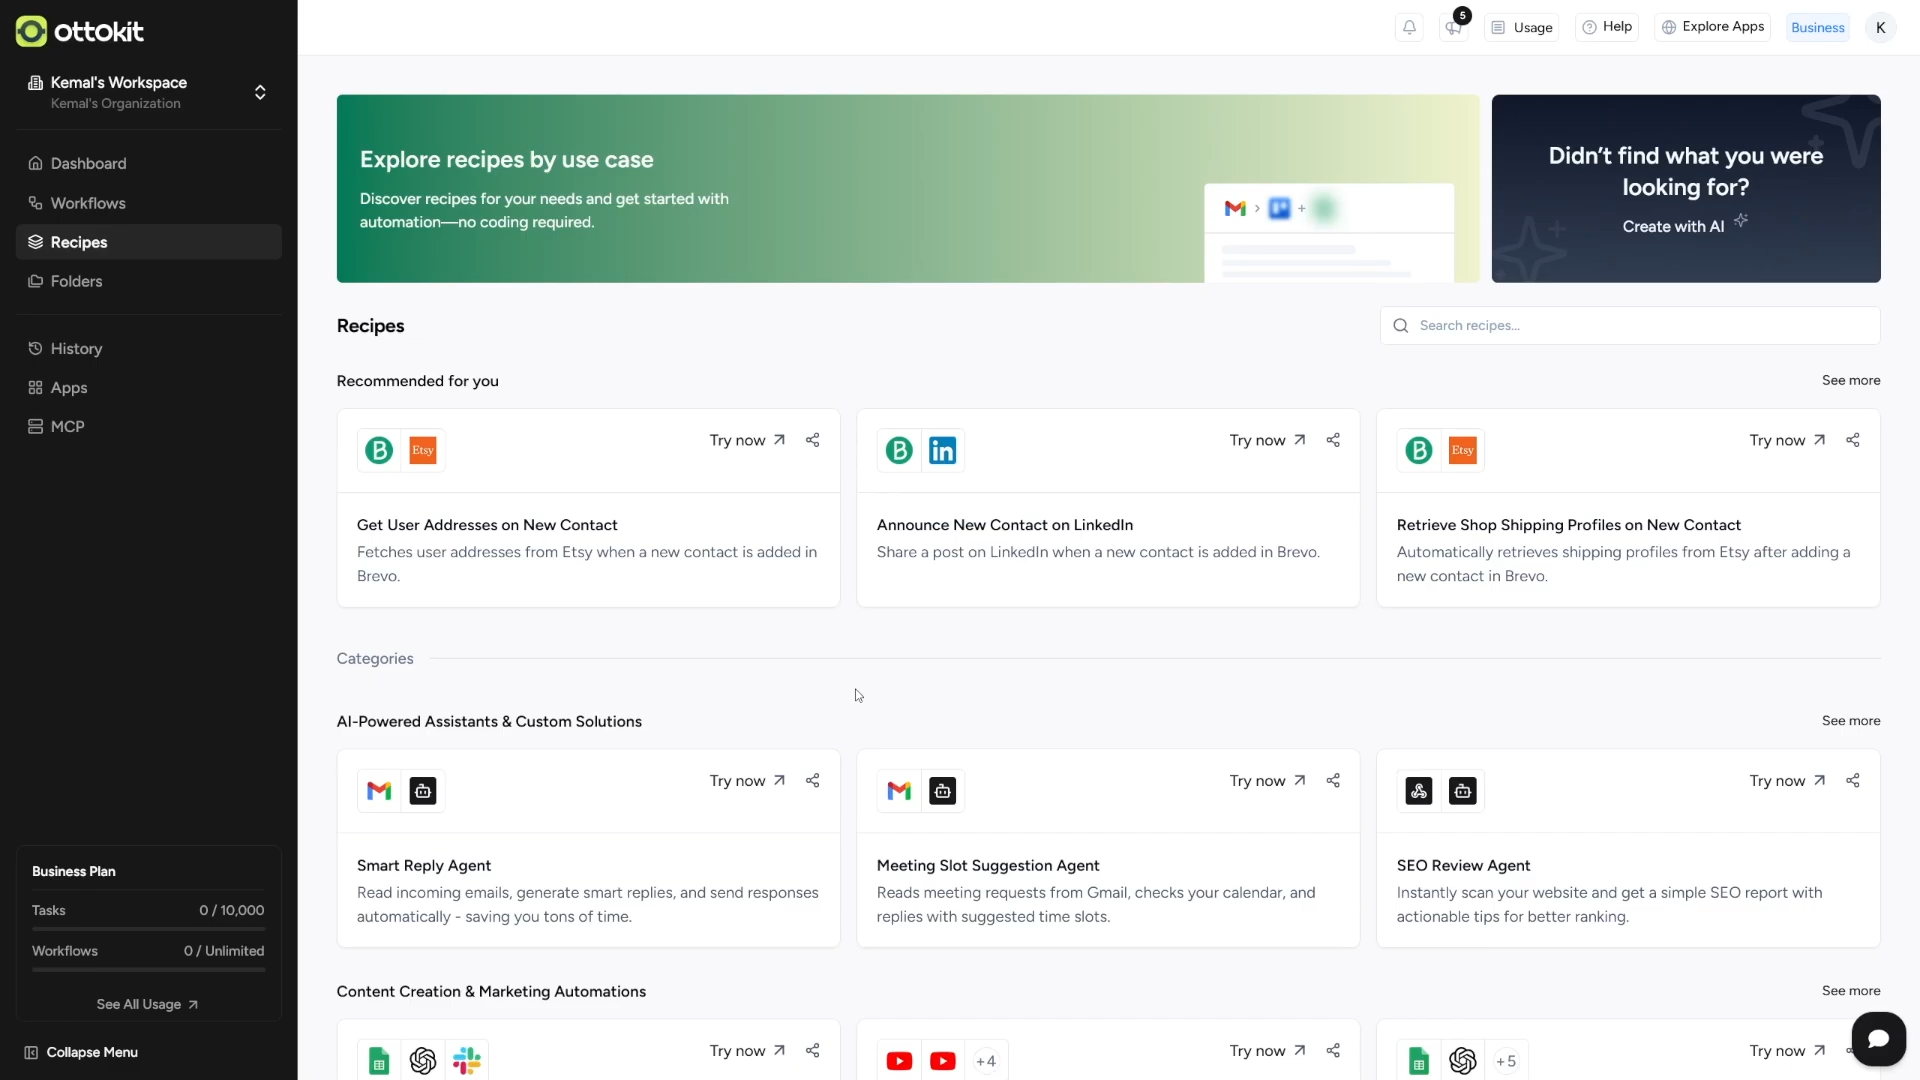 ottokit
Kemal's Workspace
Kemal's Organization
Dashboard
Workflows
Recipes
Folders
History
Apps
MCP
Business Plan
Tasks 0 / 10,000
Workflows 0 / Unlimited
See All Usage
Collapse Menu
5
Usage
Help
Explore Apps
Business
K
Explore recipes by use case
Discover recipes for your needs and get started with
automation—no coding required.
Didn’t find what you were
looking for?
Create with AI
Recipes
Search recipes...
Recommended for you
See more
B Etsy
Try now
Get User Addresses on New Contact
Fetches user addresses from Etsy when a new contact is added in
Brevo.
B in
Try now
Announce New Contact on LinkedIn
Share a post on LinkedIn when a new contact is added in Brevo.
B Etsy
Try now
Retrieve Shop Shipping Profiles on New Contact
Automatically retrieves shipping profiles from Etsy after adding a
new contact in Brevo.
Categories
AI-Powered Assistants & Custom Solutions
See more
Try now
Smart Reply Agent
Read incoming emails, generate smart replies, and send responses
automatically - saving you tons of time.
Try now
Meeting Slot Suggestion Agent
Reads meeting requests from Gmail, checks your calendar, and
replies with suggested time slots.
Try now
SEO Review Agent
Instantly scan your website and get a simple SEO report with
actionable tips for better ranking.
Content Creation & Marketing Automations
See more
Try now
+4
Try now
+5
Try now